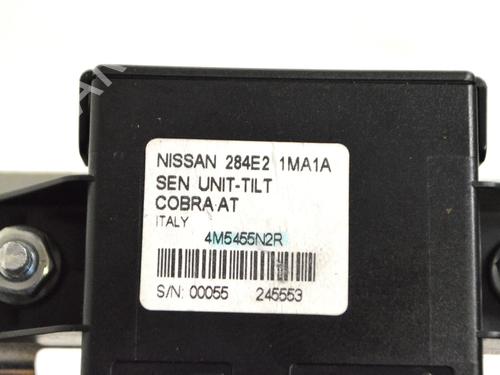 NISSAN 284E2 1MA1A
SEN UNIT-TILT
COBRA AT
ITALY
4M5455N2R
S/N: 00055 245553